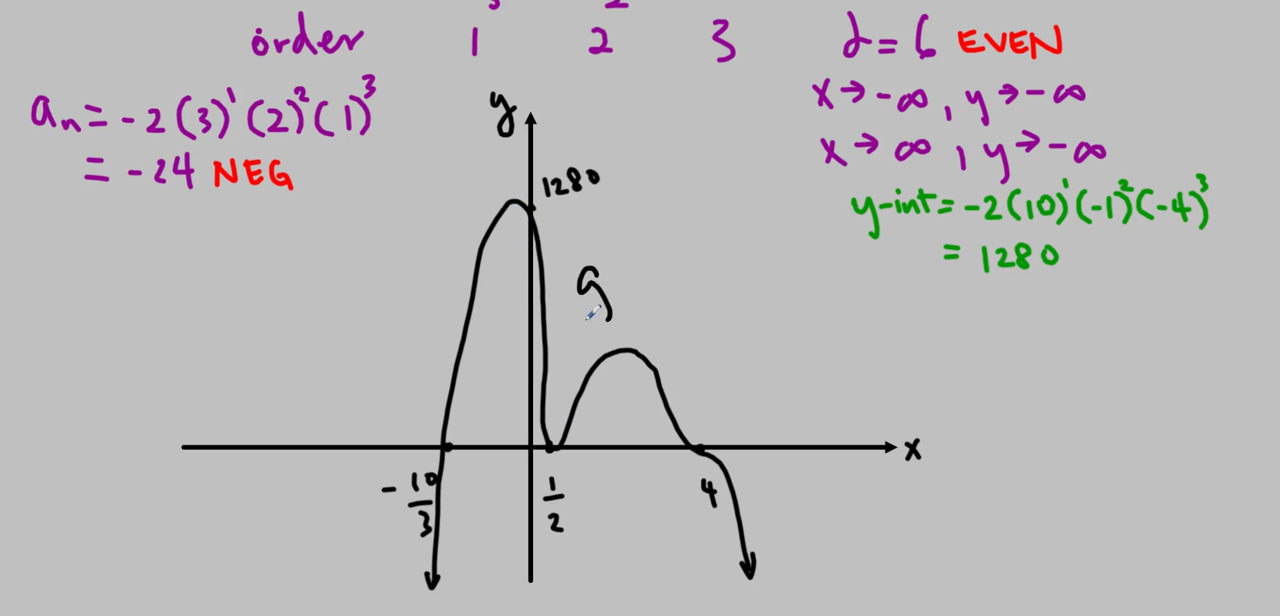 order 1 2 3 d = 6 EVEN
aₙ = -2(3)¹(2)²(1)³
= -24 NEG
x → -∞, y → -∞
x → ∞, y → -∞
y-int = -2(10)¹(-1)²(-4)³
= 1280
y
1280
x
-10/3
1/2
4